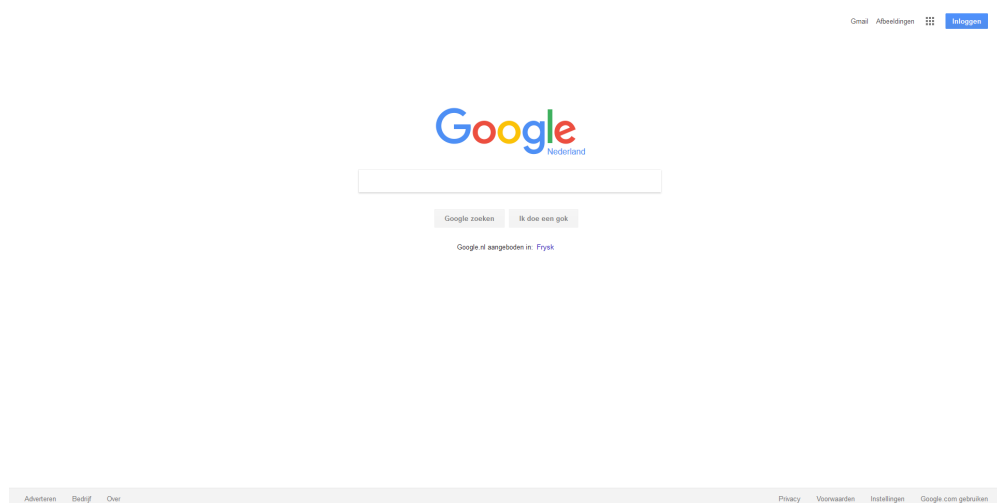 Gmail Afbeeldingen Inloggen
Google
Nederland
Google zoeken Ik doe een gok
Google.nl aangeboden in: Frysk
Adverteren Bedrijf Over Privacy Voorwaarden Instellingen Google.com gebruiken